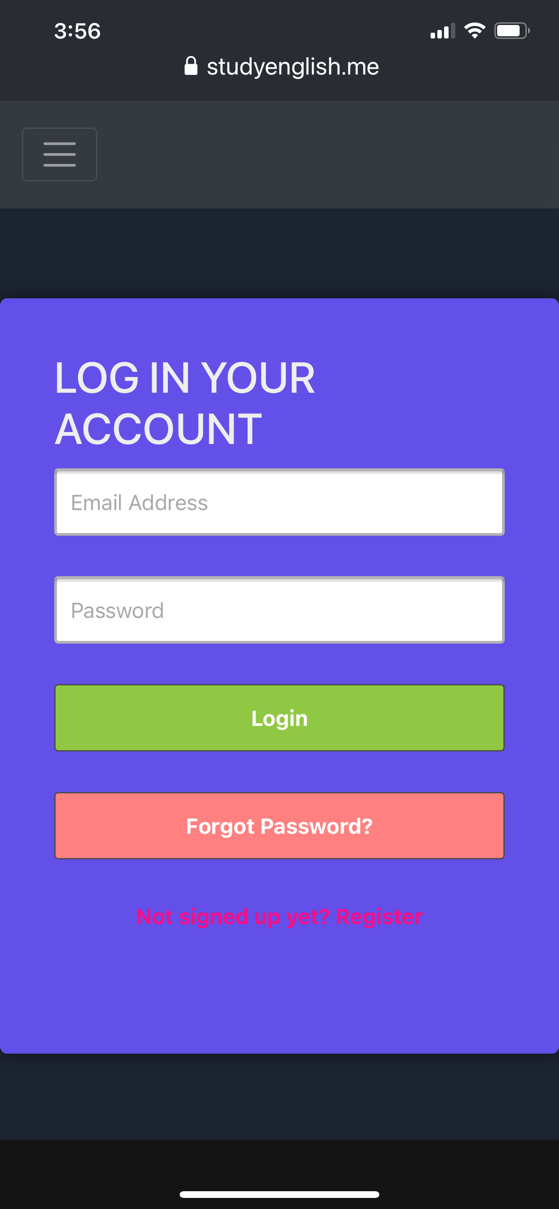 3:56
studyenglish.me
LOG IN YOUR
ACCOUNT
Email Address
Password
Login
Forgot Password?
Not signed up yet? Register